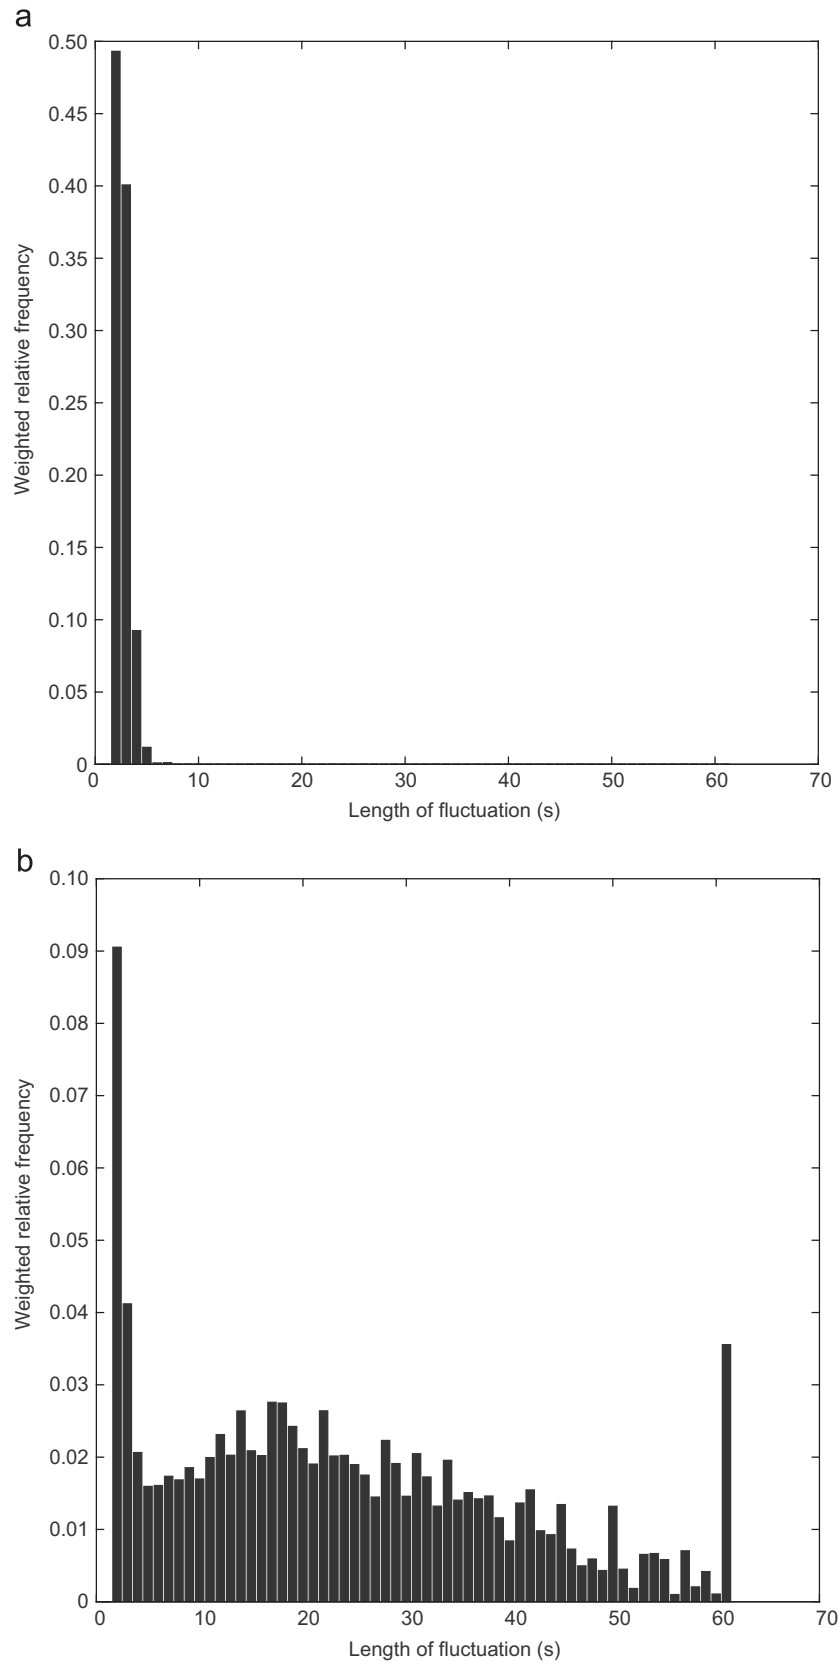 a
0.50
0.45
0.40
0.35
0.30
0.25
0.20
0.15
0.10
0.05
0
Weighted relative frequency
0 10 20 30 40 50 60 70
Length of fluctuation (s)
b
0.10
0.09
0.08
0.07
0.06
0.05
0.04
0.03
0.02
0.01
0
Weighted relative frequency
0 10 20 30 40 50 60 70
Length of fluctuation (s)